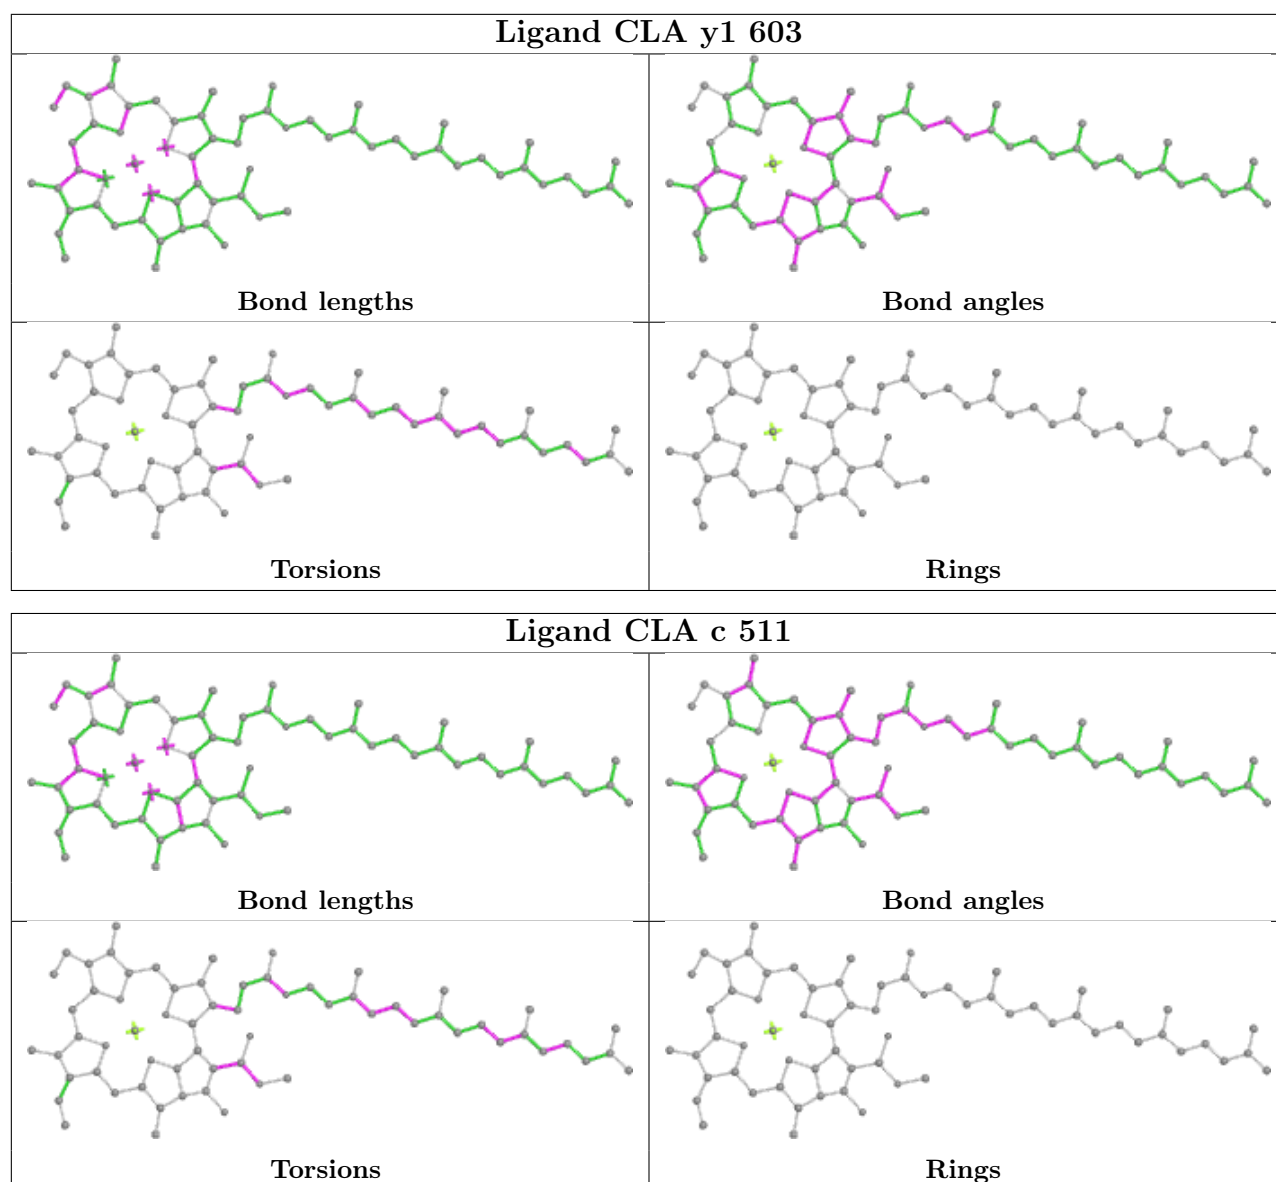 Ligand CLA y1 603
Bond lengths
Bond angles
Torsions
Rings
Ligand CLA c 511
Bond lengths
Bond angles
Torsions
Rings